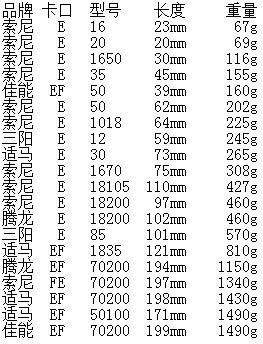 品牌 卡口 型号 长度 重量
索尼 E 16 23mm 67g
索尼 E 20 20mm 69g
索尼 E 1650 30mm 116g
索尼 E 35 45mm 155g
佳能 EF 50 39mm 160g
索尼 E 50 62mm 202g
索尼 E 1018 64mm 225g
三阳 E 12 59mm 245g
适马 E 30 73mm 265g
索尼 E 1670 75mm 308g
索尼 E 18105 110mm 427g
索尼 E 18200 97mm 460g
腾龙 E 18200 102mm 460g
三阳 E 85 101mm 570g
适马 EF 1835 121mm 810g
腾龙 EF 70200 194mm 1150g
索尼 FE 70200 197mm 1340g
适马 EF 70200 198mm 1430g
适马 EF 50100 171mm 1490g
佳能 EF 70200 199mm 1490g